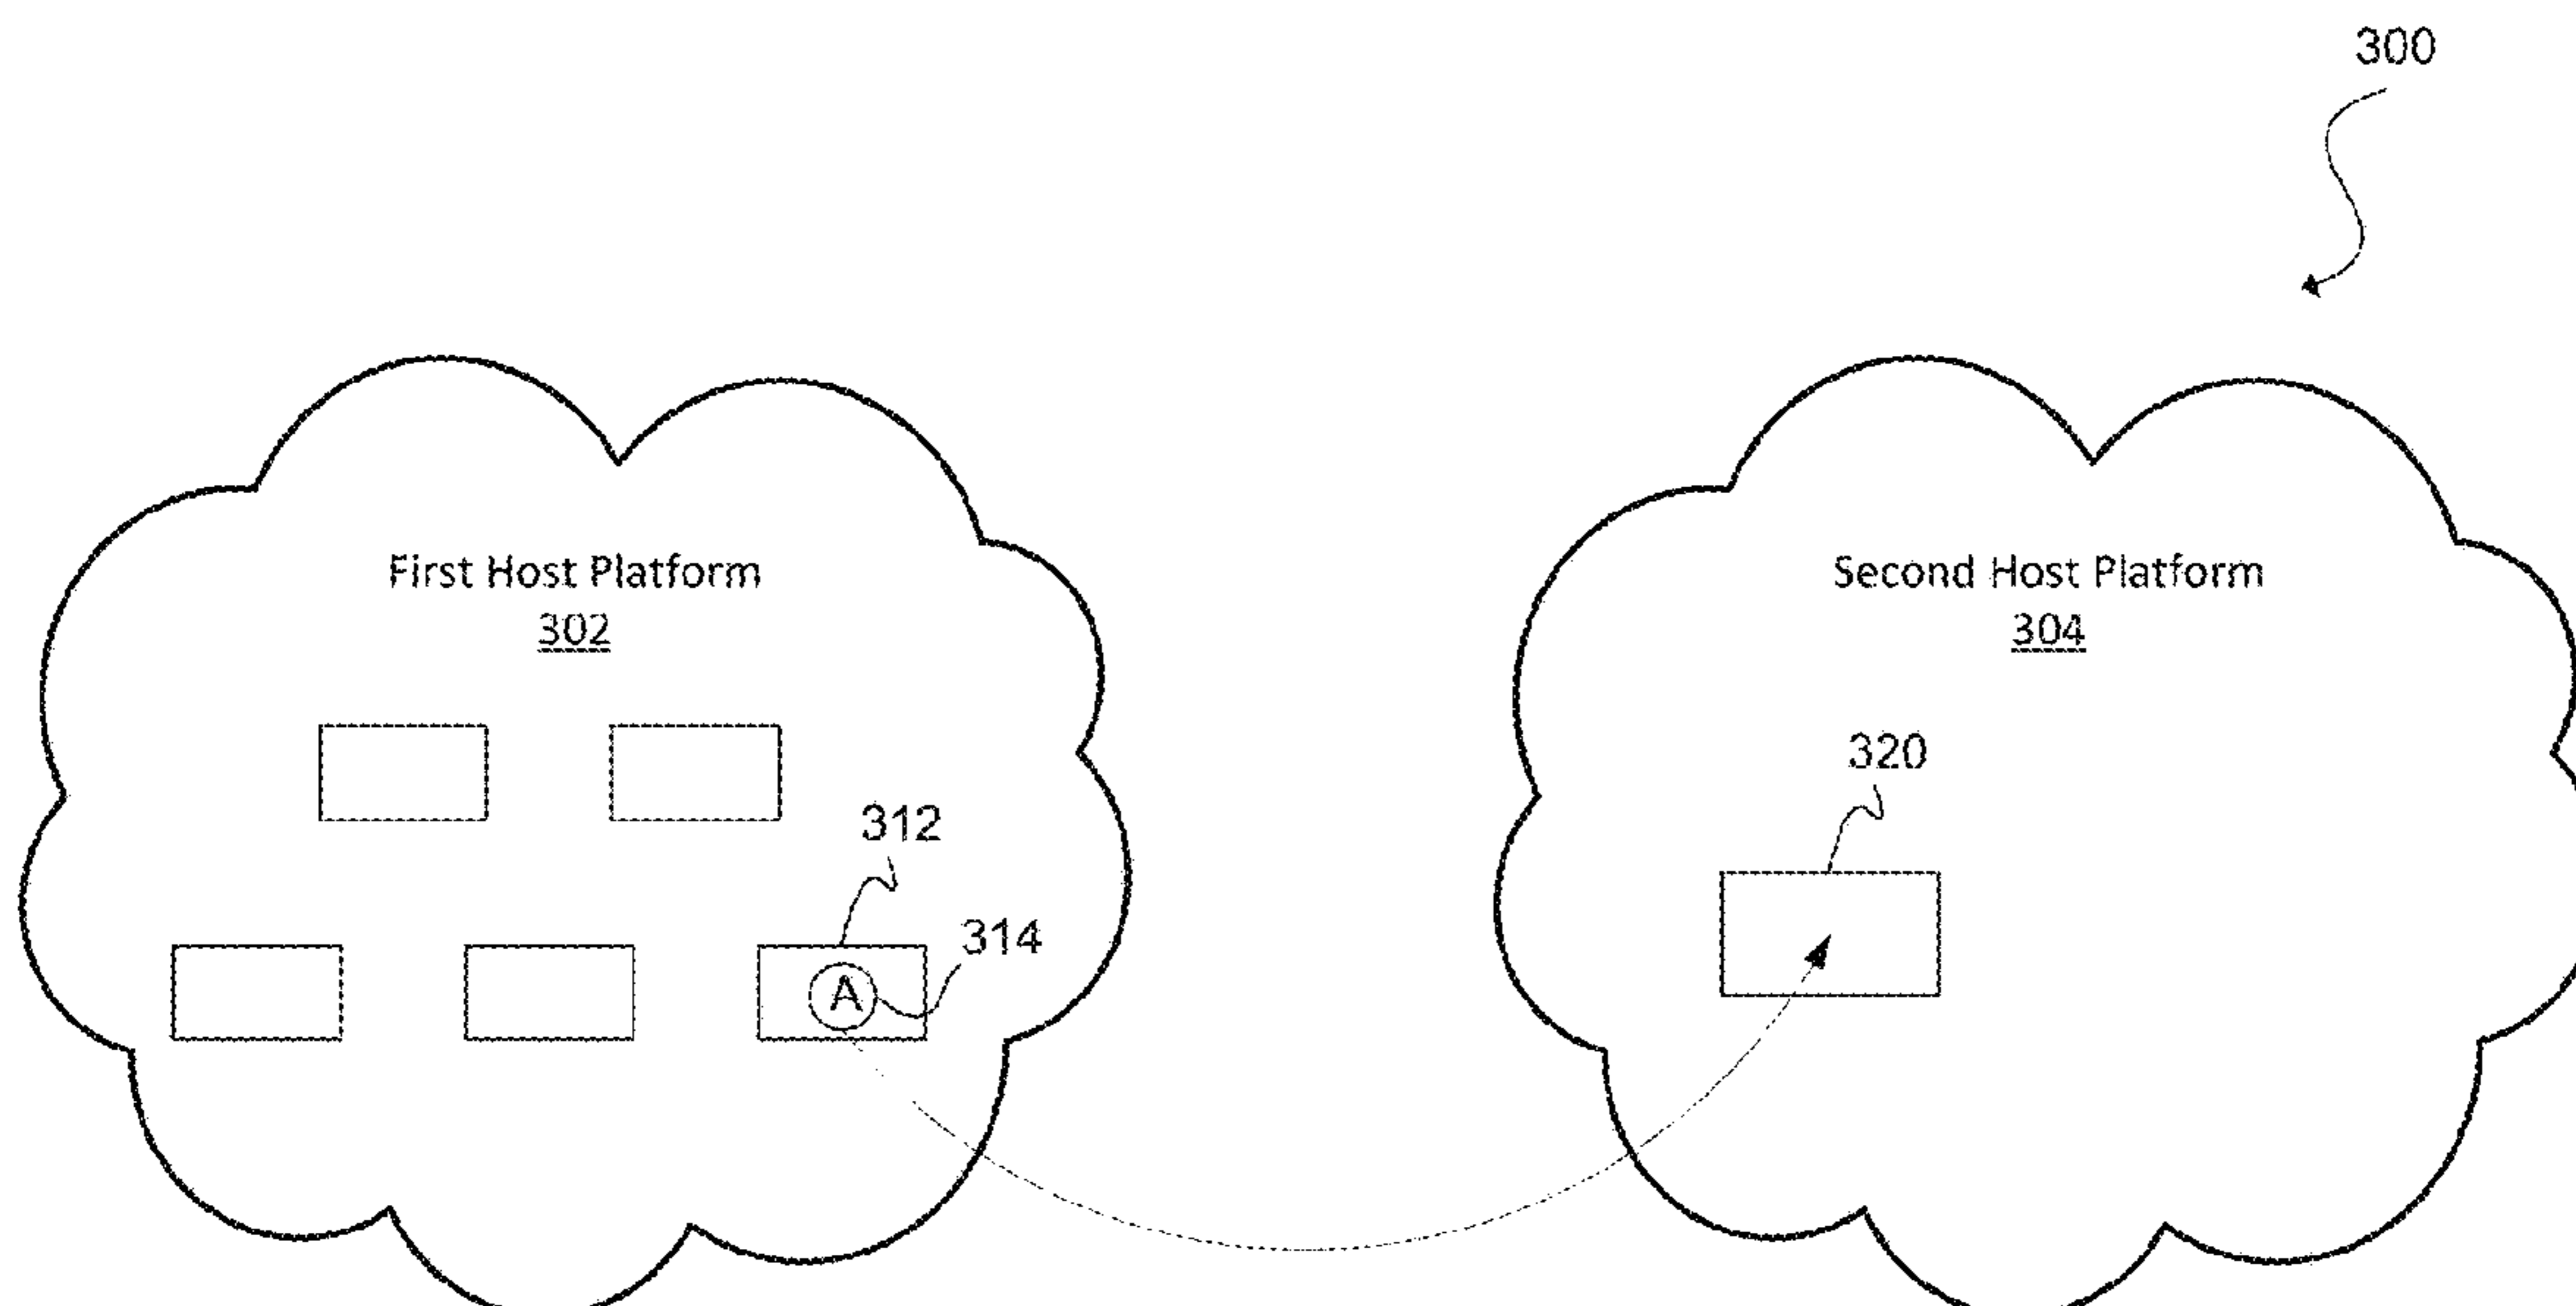 300
First Host Platform
302
Second Host Platform
304
320
312
314
A